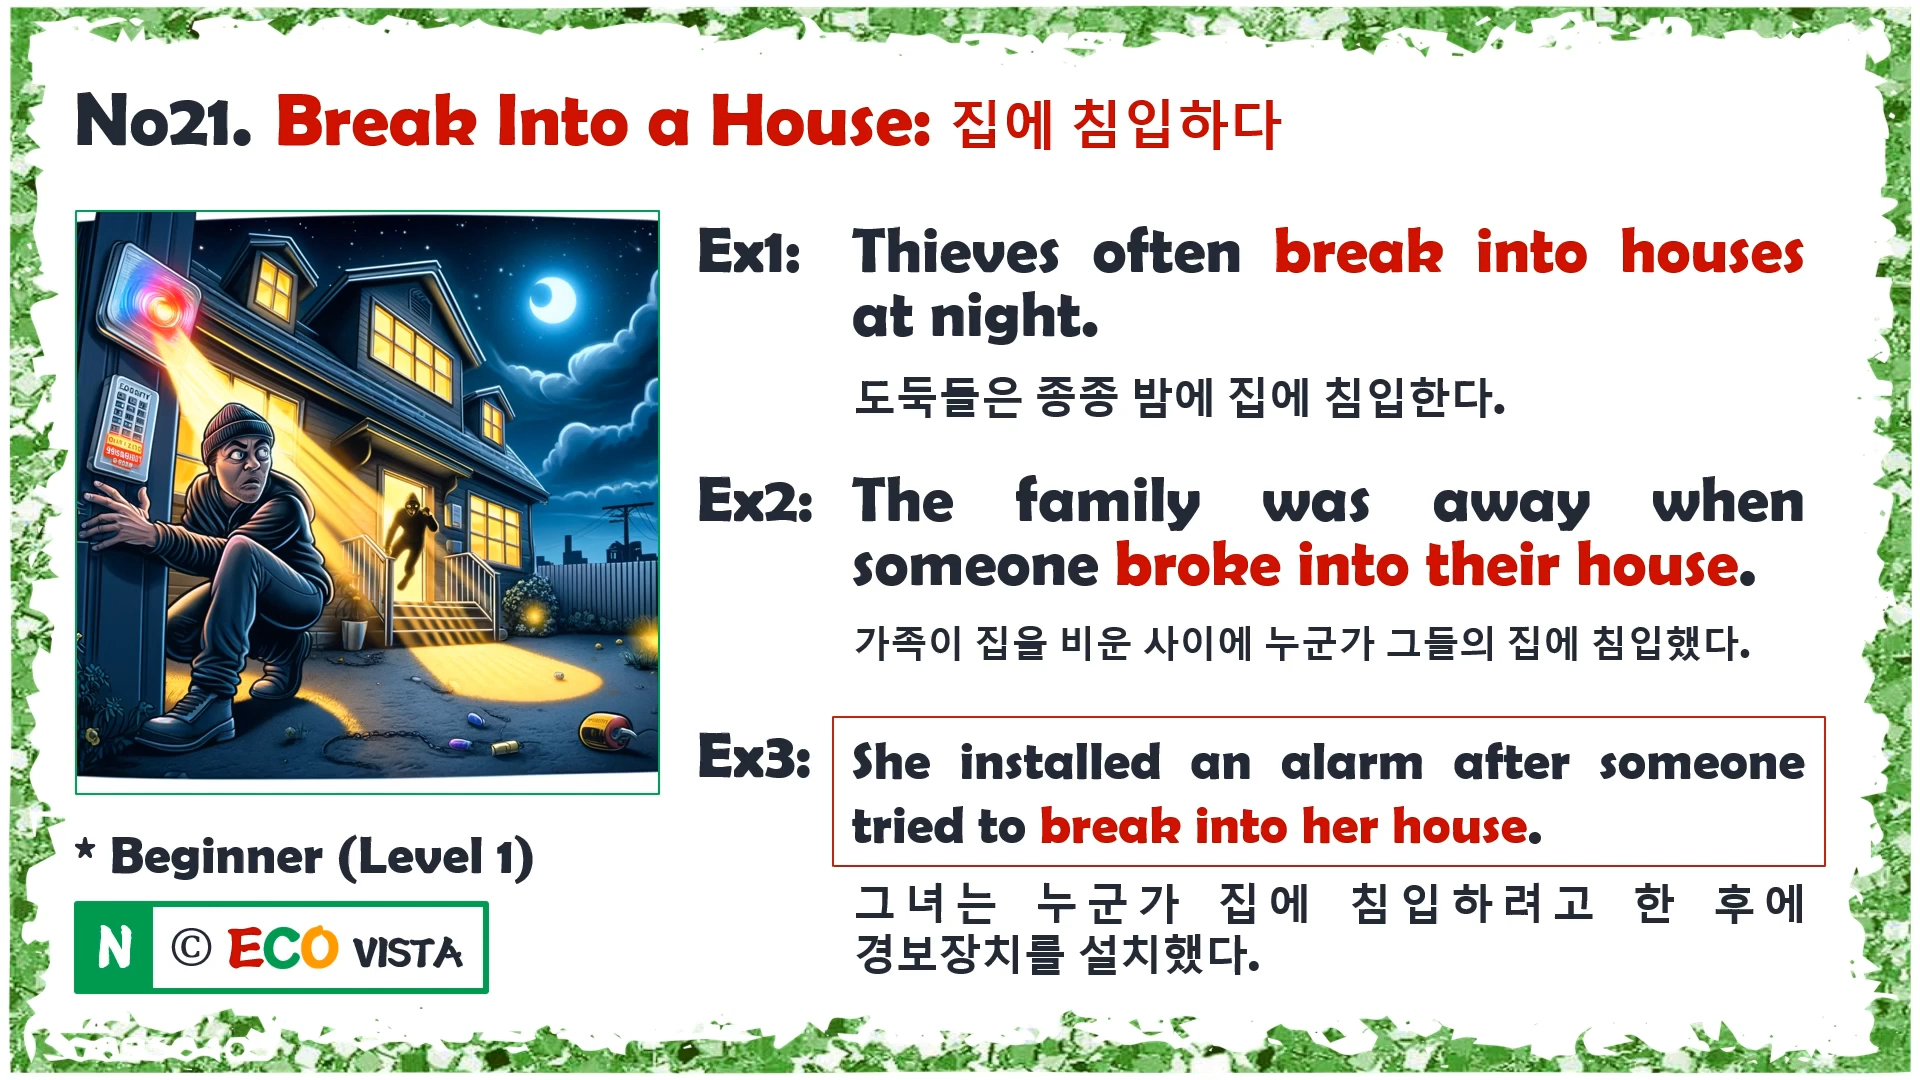 No21. Break Into a House: 집에 침입하다
Ex1: Thieves often break into houses
at night.
도둑들은 종종 밤에 집에 침입한다.
Ex2: The family was away when
someone broke into their house.
가족이 집을 비운 사이에 누군가 그들의 집에 침입했다.
Ex3: She installed an alarm after someone
tried to break into her house.
그녀는 누군가 집에 침입하려고 한 후에
경보장치를 설치했다.
* Beginner (Level 1)
N © ECO VISTA